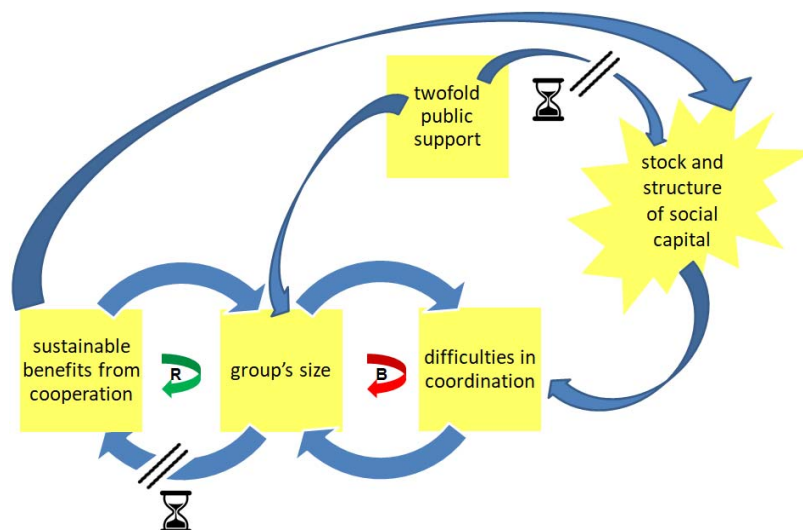 twofold
public
support
stock and
structure
of social
capital
sustainable
benefits from
cooperation
R
group's size
B
difficulties in
coordination